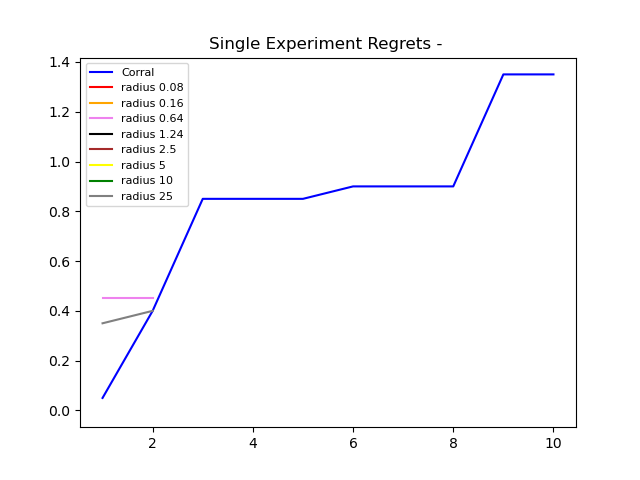 Single Experiment Regrets -
1.4
1.2
1.0
0.8
0.6
0.4
0.2
0.0
Corral
radius 0.08
radius 0.16
radius 0.64
radius 1.24
radius 2.5
radius 5
radius 10
radius 25
2 4 6 8 10